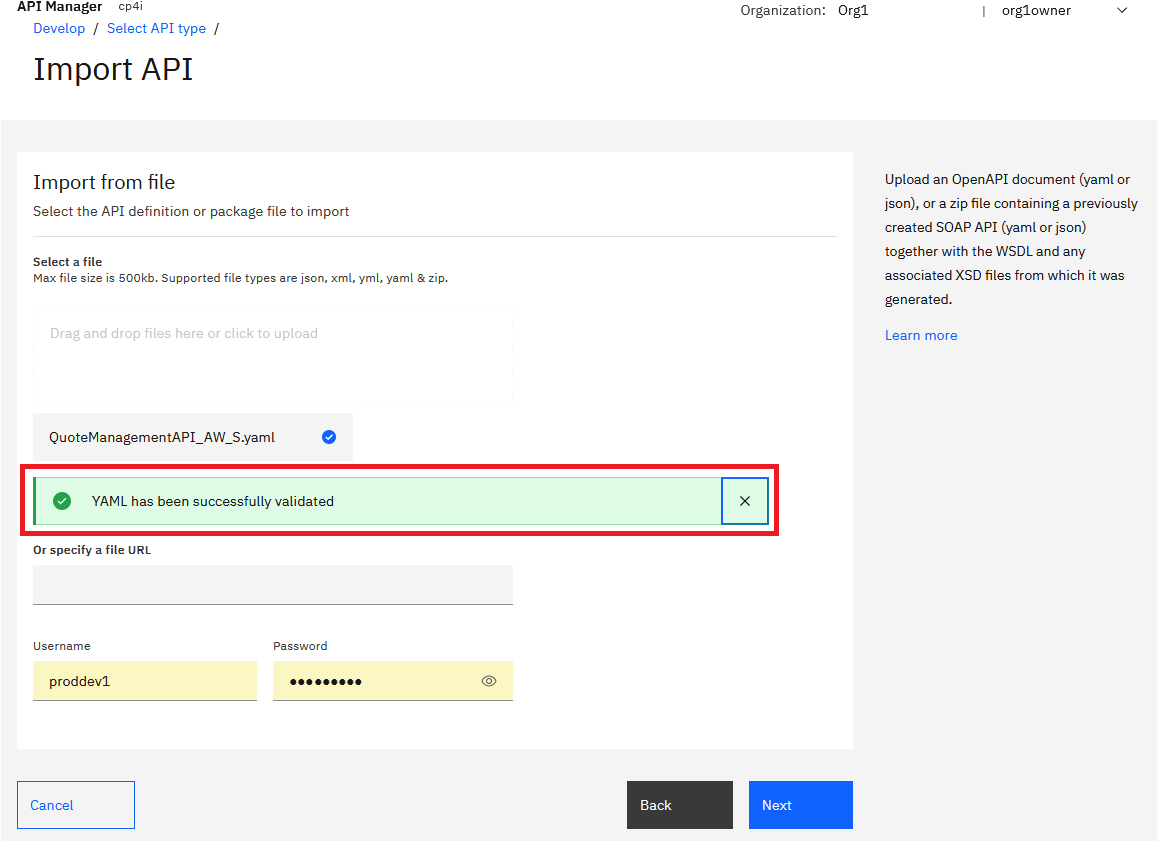 API Manager cp4i
Organization: Org1 | org1owner
Develop / Select API type /
Import API
Import from file
Select the API definition or package file to import
Select a file
Max file size is 500kb. Supported file types are json, xml, yml, yaml & zip.
Drag and drop files here or click to upload
QuoteManagementAPI_AW_S.yaml
YAML has been successfully validated
Or specify a file URL
Username Password
proddev1 •••••••••
Cancel
Back
Next
Upload an OpenAPI document (yaml or
json), or a zip file containing a previously
created SOAP API (yaml or json)
together with the WSDL and any
associated XSD files from which it was
generated.
Learn more